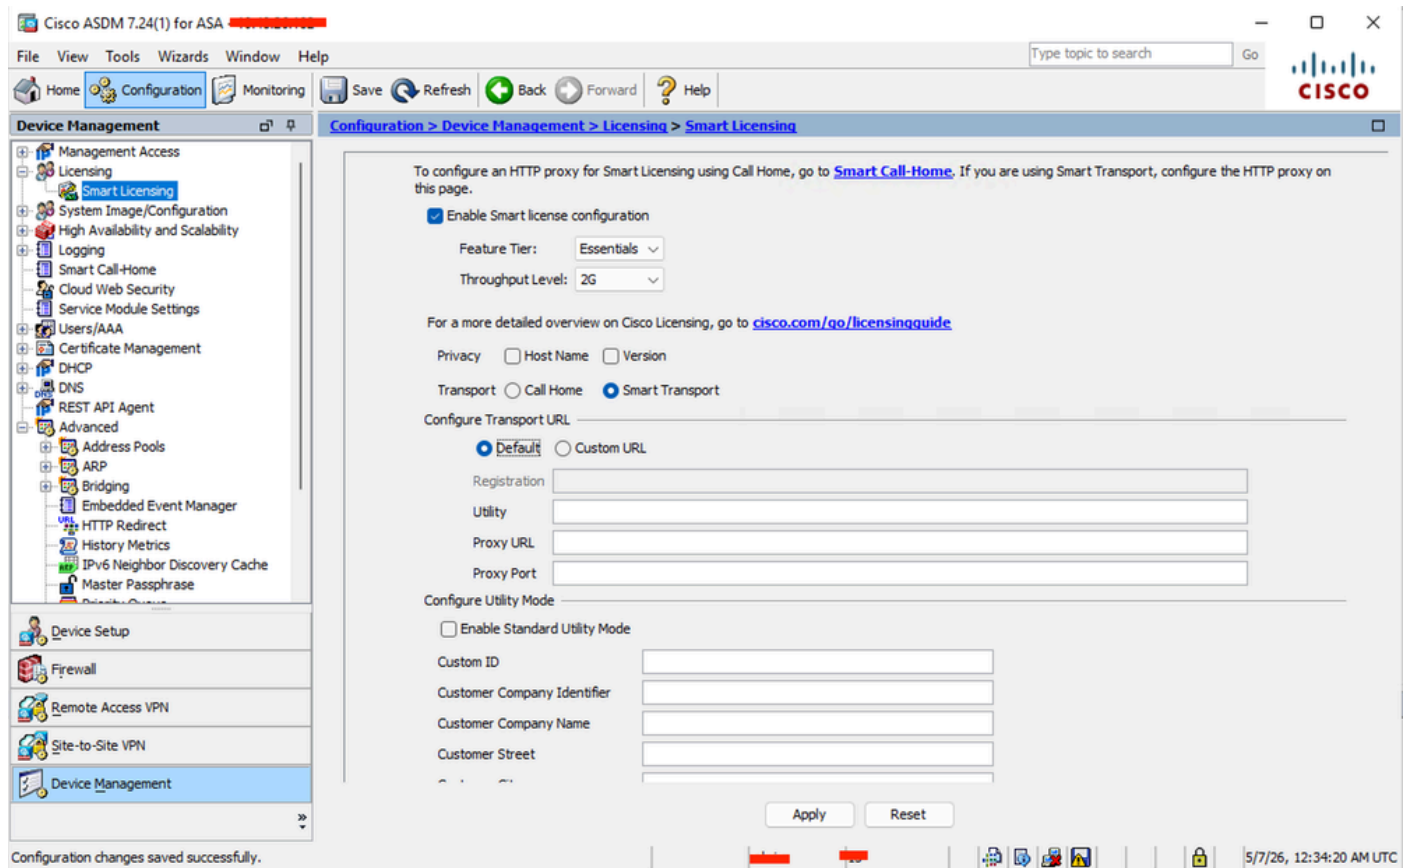 Cisco ASDM 7.24(1) for ASA -
File View Tools Wizards Window Help
Type topic to search Go
Home Configuration Monitoring Save Refresh Back Forward Help
CISCO
Device Management
Configuration > Device Management > Licensing > Smart Licensing
Management Access
Licensing
Smart Licensing
System Image/Configuration
High Availability and Scalability
Logging
Smart Call-Home
Cloud Web Security
Service Module Settings
Users/AAA
Certificate Management
DHCP
DNS
REST API Agent
Advanced
Address Pools
ARP
Bridging
Embedded Event Manager
HTTP Redirect
History Metrics
IPv6 Neighbor Discovery Cache
Master Passphrase
Device Setup
Firewall
Remote Access VPN
Site-to-Site VPN
Device Management
To configure an HTTP proxy for Smart Licensing using Call Home, go to Smart Call-Home. If you are using Smart Transport, configure the HTTP proxy on
this page.
Enable Smart license configuration
Feature Tier: Essentials
Throughput Level: 2G
For a more detailed overview on Cisco Licensing, go to cisco.com/go/licensingguide
Privacy Host Name Version
Transport Call Home Smart Transport
Configure Transport URL
Default Custom URL
Registration
Utility
Proxy URL
Proxy Port
Configure Utility Mode
Enable Standard Utility Mode
Custom ID
Customer Company Identifier
Customer Company Name
Customer Street
Apply Reset
Configuration changes saved successfully.
5/7/26, 12:34:20 AM UTC